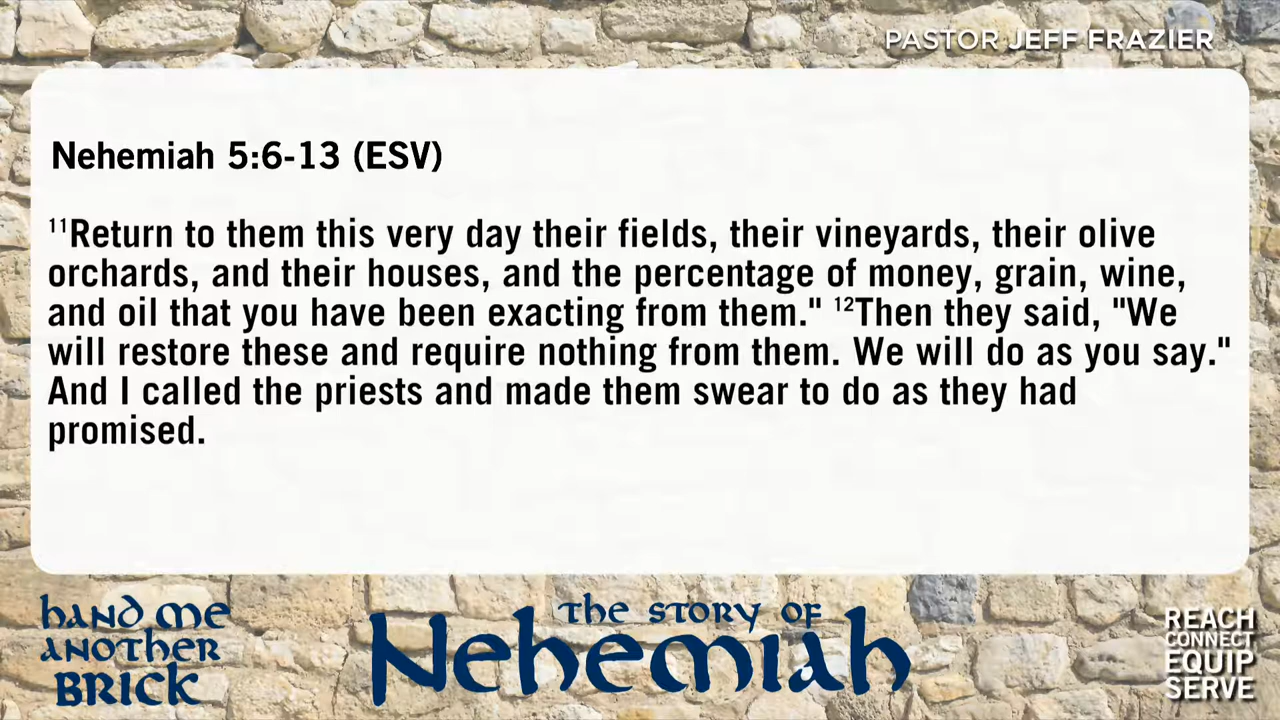 PASTOR JEFF FRAZIER
Nehemiah 5:6-13 (ESV)
¹¹Return to them this very day their fields, their vineyards, their olive
orchards, and their houses, and the percentage of money, grain, wine,
and oil that you have been exacting from them." ¹²Then they said, "We
will restore these and require nothing from them. We will do as you say."
And I called the priests and made them swear to do as they had
promised.
hAND ME
ANOTHER
BRICK
The STORY OF
Nehemiah
REACH
CONNECT
EQUIP
SERVE